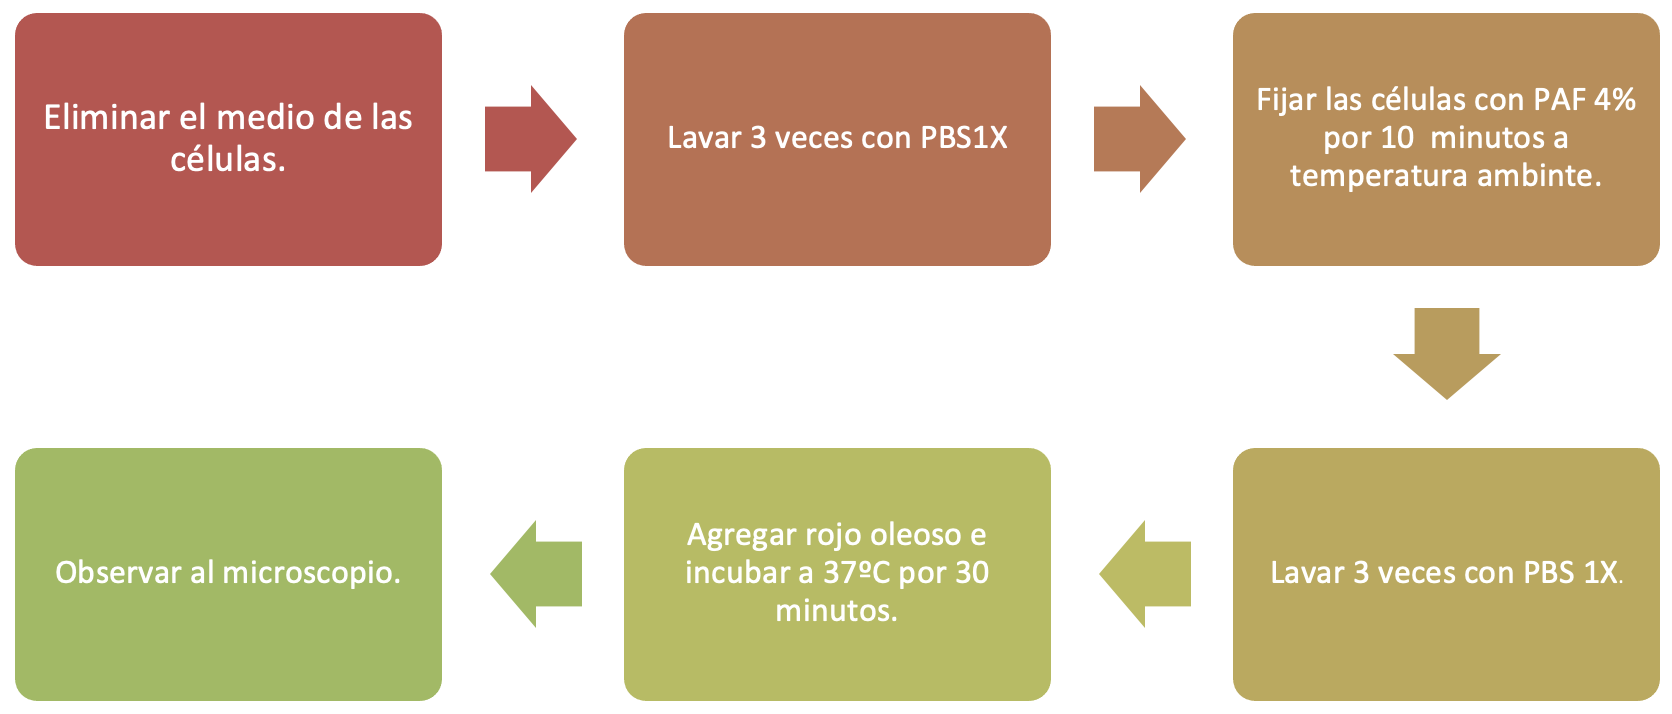 Eliminar el medio de las
células.
Lavar 3 veces con PBS1X
Fijar las células con PAF 4%
por 10  minutos a
temperatura ambinte.
Lavar 3 veces con PBS 1X.
Agregar rojo oleoso e
incubar a 37ºC por 30
minutos.
Observar al microscopio.